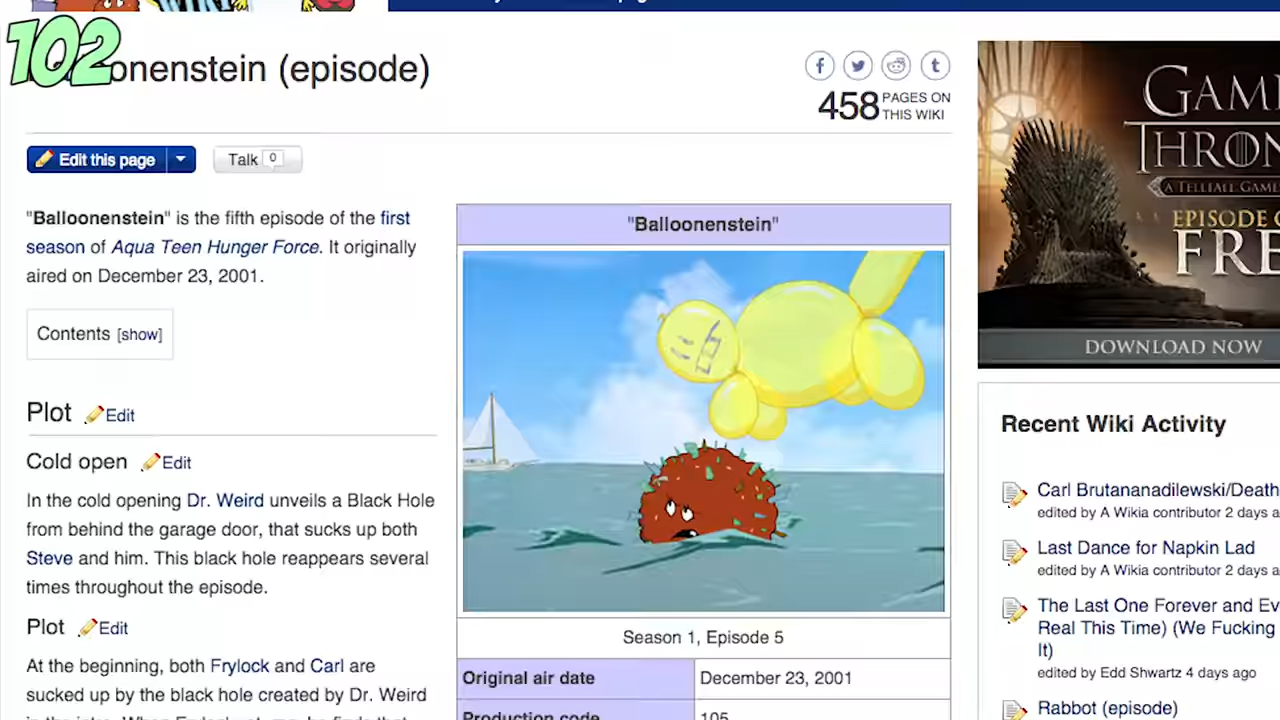 102
onenstein (episode)
458 PAGES ON
THIS WIKI
Edit this page
Talk 0
"Balloonenstein" is the fifth episode of the first
season of Aqua Teen Hunger Force. It originally
aired on December 23, 2001.
Contents [show]
Plot Edit
Cold open Edit
In the cold opening Dr. Weird unveils a Black Hole
from behind the garage door, that sucks up both
Steve and him. This black hole reappears several
times throughout the episode.
Plot Edit
At the beginning, both Frylock and Carl are
sucked up by the black hole created by Dr. Weird
"Balloonenstein"
Season 1, Episode 5
Original air date December 23, 2001
Production code 105
GAM
THRON
A TELLTALE GAME
EPISODE
FRE
DOWNLOAD NOW
Recent Wiki Activity
Carl Brutananadilewski/Death
edited by A Wikia contributor 2 days a
Last Dance for Napkin Lad
edited by A Wikia contributor 2 days a
The Last One Forever and Ev
Real This Time) (We Fucking
It)
edited by Edd Shwartz 4 days ago
Rabbot (episode)